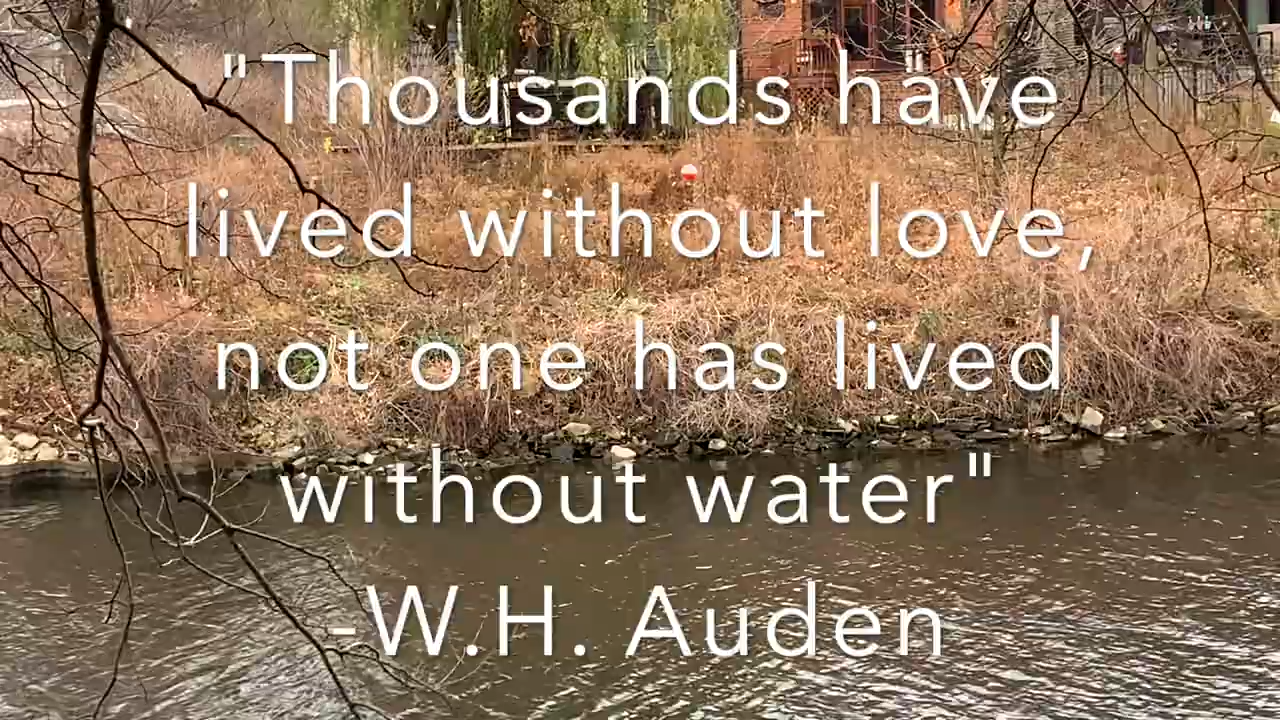 "Thousands have
lived without love,
not one has lived
without water"
-W.H. Auden